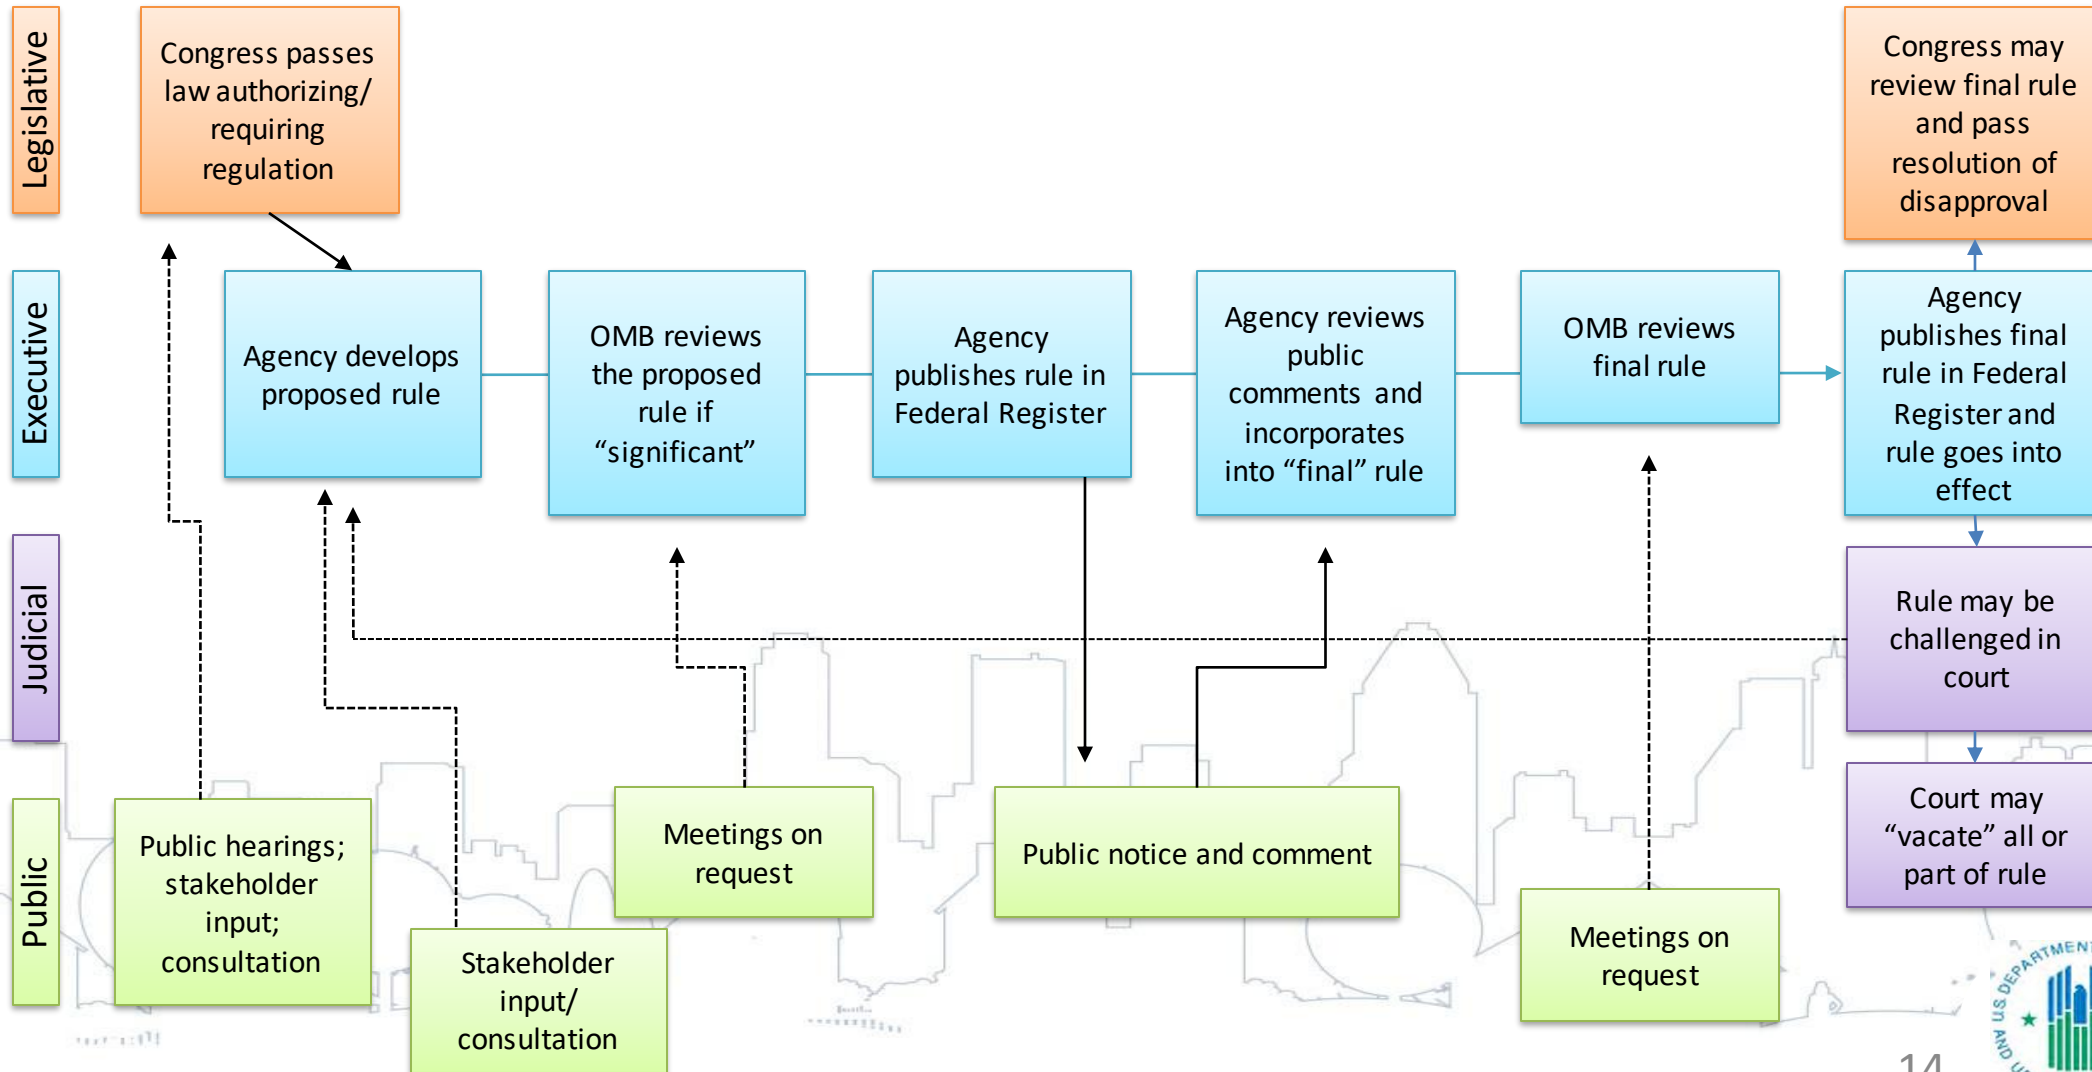 Legislative
Congress passes
law authorizing/
requiring
regulation
Congress may
review final rule
and pass
resolution of
disapproval
Executive
Agency develops
proposed rule
OMB reviews
the proposed
rule if
“significant”
Agency
publishes rule in
Federal Register
Agency reviews
public
comments and
incorporates
into “final” rule
OMB reviews
final rule
Agency
publishes final
rule in Federal
Register and
rule goes into
effect
Judicial
Rule may be
challenged in
court
Court may
“vacate” all or
part of rule
Public
Public hearings;
stakeholder
input;
consultation
Stakeholder
input/
consultation
Meetings on
request
Public notice and comment
Meetings on
request
14
U.S. DEPARTMENT
AND